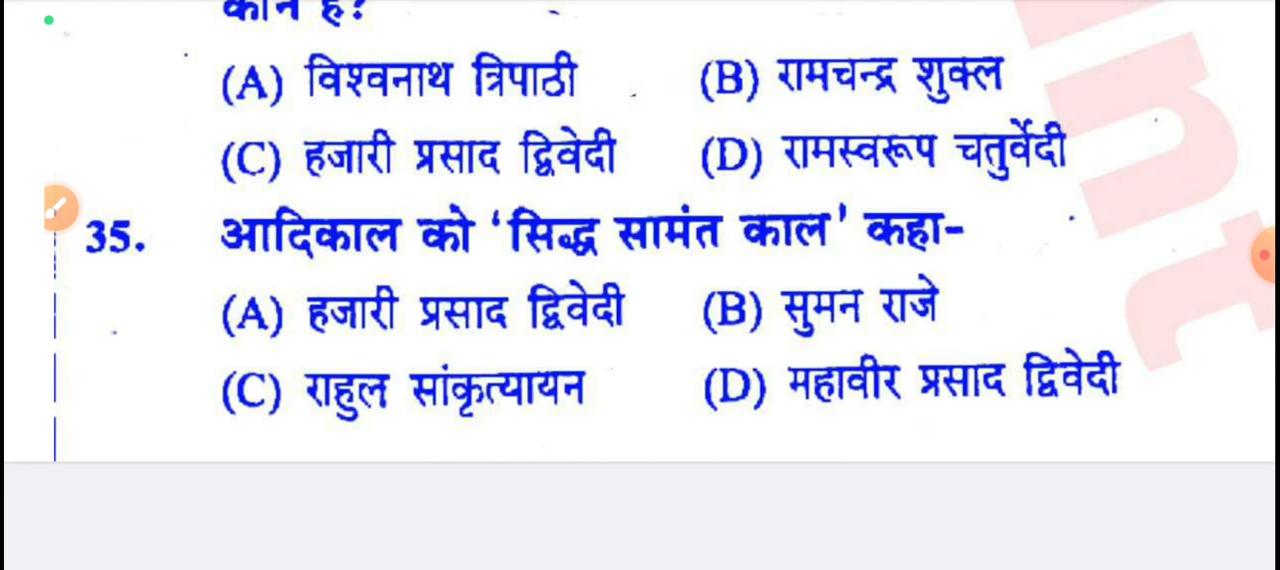 कौन है?
(A) विश्वनाथ त्रिपाठी (B) रामचन्द्र शुक्ल
(C) हजारी प्रसाद द्विवेदी (D) रामस्वरूप चतुर्वेदी
35. आदिकाल को ‘सिद्ध सामंत काल’ कहा-
(A) हजारी प्रसाद द्विवेदी (B) सुमन राजे
(C) राहुल सांकृत्यायन (D) महावीर प्रसाद द्विवेदी